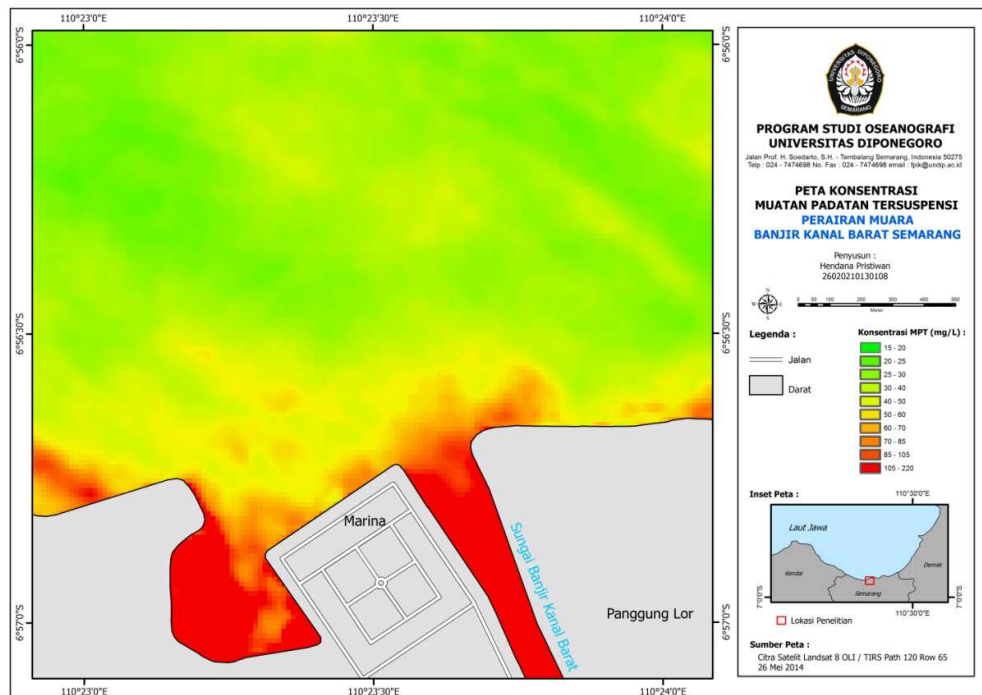 110°23'0"E
110°23'30"E
110°24'0"E
6°56'0"S
6°56'0"S
6°56'30"S
6°56'30"S
6°57'0"S
6°57'0"S
110°23'0"E
110°23'30"E
110°24'0"E
Marina
Sungai Banjir Kanal Barat
Panggung Lor
UNIVERSITAS DIPONEGORO
SEMARANG
PROGRAM STUDI OSEANOGRAFI
UNIVERSITAS DIPONEGORO
Jalan Prof. H. Soedarto, S.H. - Tembalang Semarang, Indonesia 50275
Telp : 024 - 7474698 No. Fax : 024 - 7474698 email : fpik@undip.ac.id
PETA KONSENTRASI
MUATAN PADATAN TERSUSPENSI
PERAIRAN MUARA
BANJIR KANAL BARAT SEMARANG
Penyusun :
Hendana Pristiwan
26020210130108
N
W
E
S
0 50 100 200 300 400 500
Meter
Legenda :
Jalan
Darat
Konsentrasi MPT (mg/L) :
15 - 20
20 - 25
25 - 30
30 - 40
40 - 50
50 - 60
60 - 70
70 - 85
85 - 105
105 - 220
Inset Peta :
110°30'0"E
Laut Jawa
Kendal
Demak
Semarang
7°0'0"S
7°0'0"S
110°30'0"E
Lokasi Penelitian
Sumber Peta :
Citra Satelit Landsat 8 OLI / TIRS Path 120 Row 65
26 Mei 2014